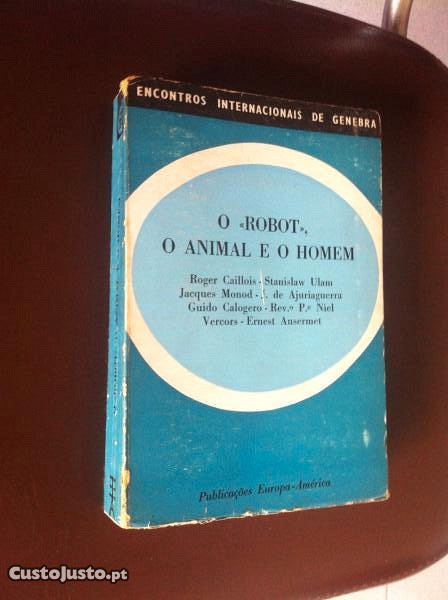 ENCONTROS INTERNACIONAIS DE GENEBRA
O «ROBOT»,
O ANIMAL E O HOMEM
Roger Caillois - Stanislaw Ulam
Jacques Monod - J. de Ajuriaguerra
Guido Calogero - Rev.º P.e Niel
Vercors - Ernest Ansermet
Publicações Europa-América
CustoJusto.pt